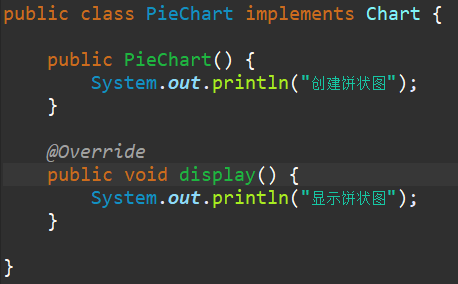 public class PieChart implements Chart {
public PieChart() {
System.out.println("创建饼状图");
}
@Override
public void display() {
System.out.println("显示饼状图");
}
}